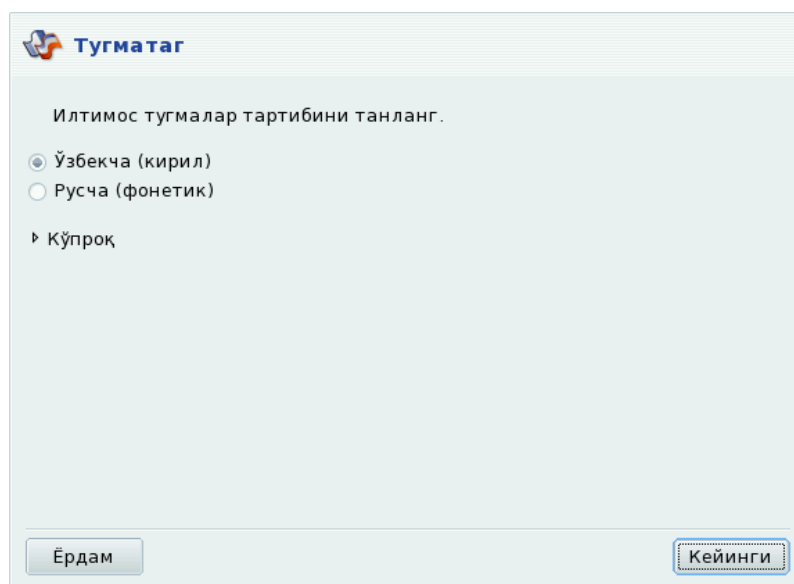 Тугматаг
Илтимос тугмалар тартибини танланг.
Ўзбекча (кирил)
Русча (фонетик)
Кўпроқ
Ёрдам
Кейинги